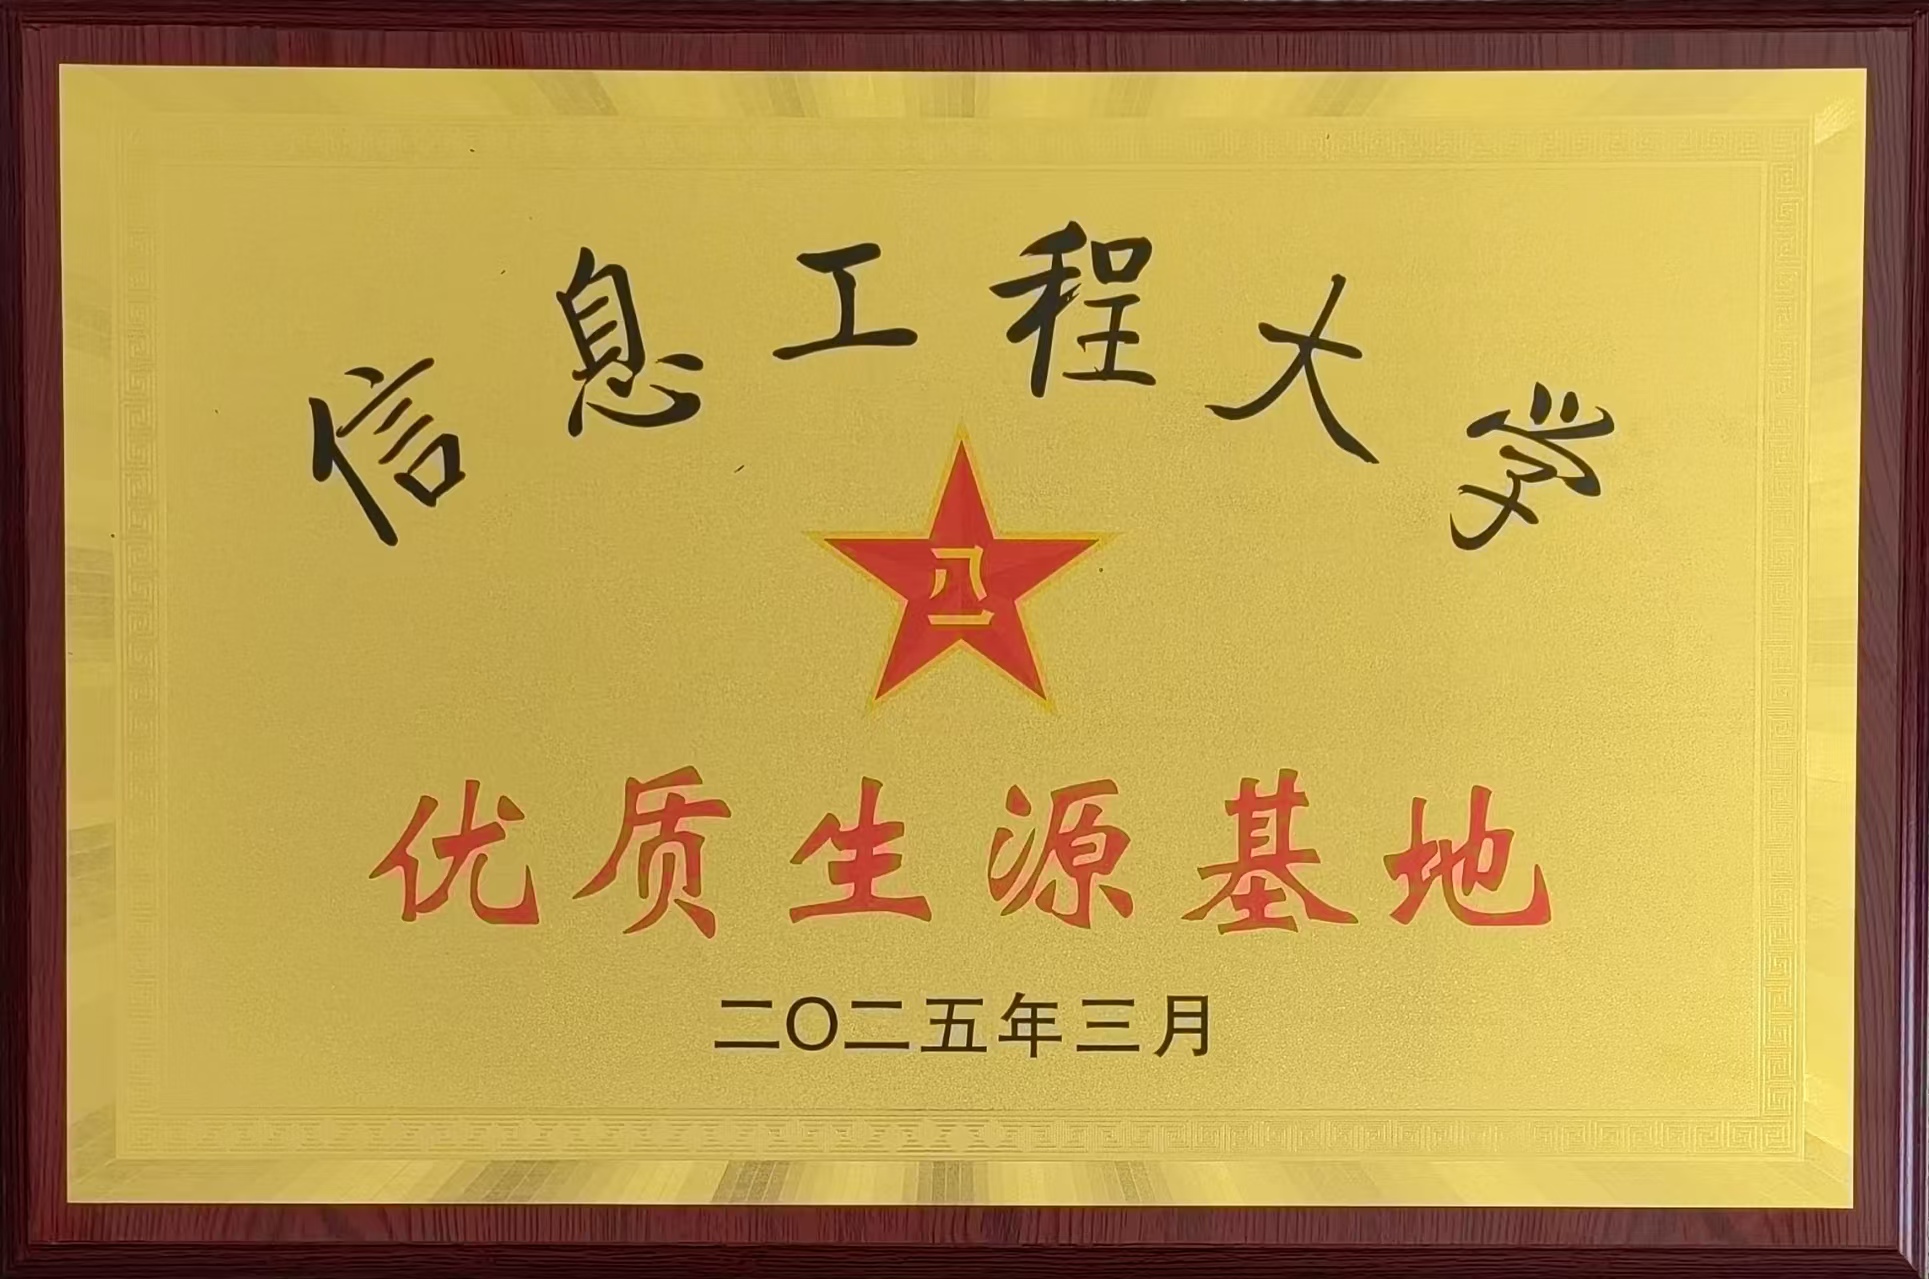 信息工程大学
八一
优质生源基地
二〇二五年三月